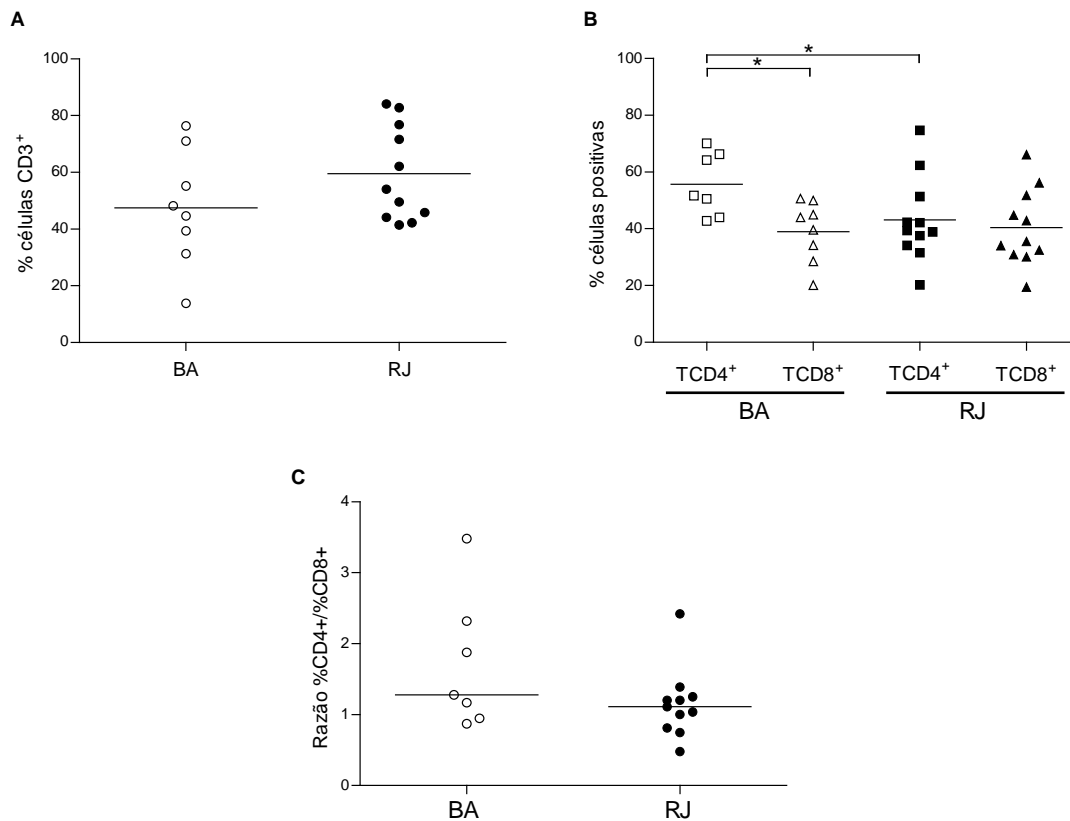 A
100
80
60
40
20
0
% células CD3⁺
BA
RJ
B
100
80
60
40
20
0
% células positivas
*
*
TCD4⁺
TCD8⁺
TCD4⁺
TCD8⁺
BA
RJ
C
4
3
2
1
0
Razão %CD4+/%CD8+
BA
RJ